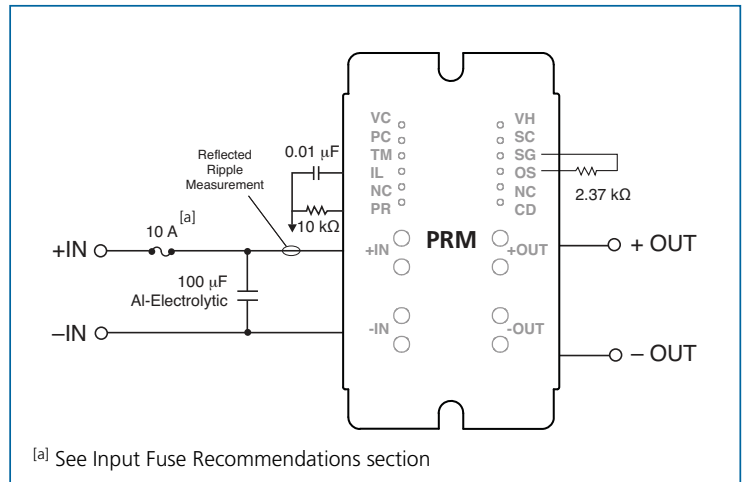 VC
PC
TM
IL
NC
PR
VH
SC
SG
OS
NC
CD
0.01 μF
Reflected
Ripple
Measurement
10 kΩ
2.37 kΩ
10 A [a]
+IN
–IN
100 μF
Al-Electrolytic
+IN
PRM
+OUT
-IN
-OUT
+ OUT
– OUT
[a] See Input Fuse Recommendations section